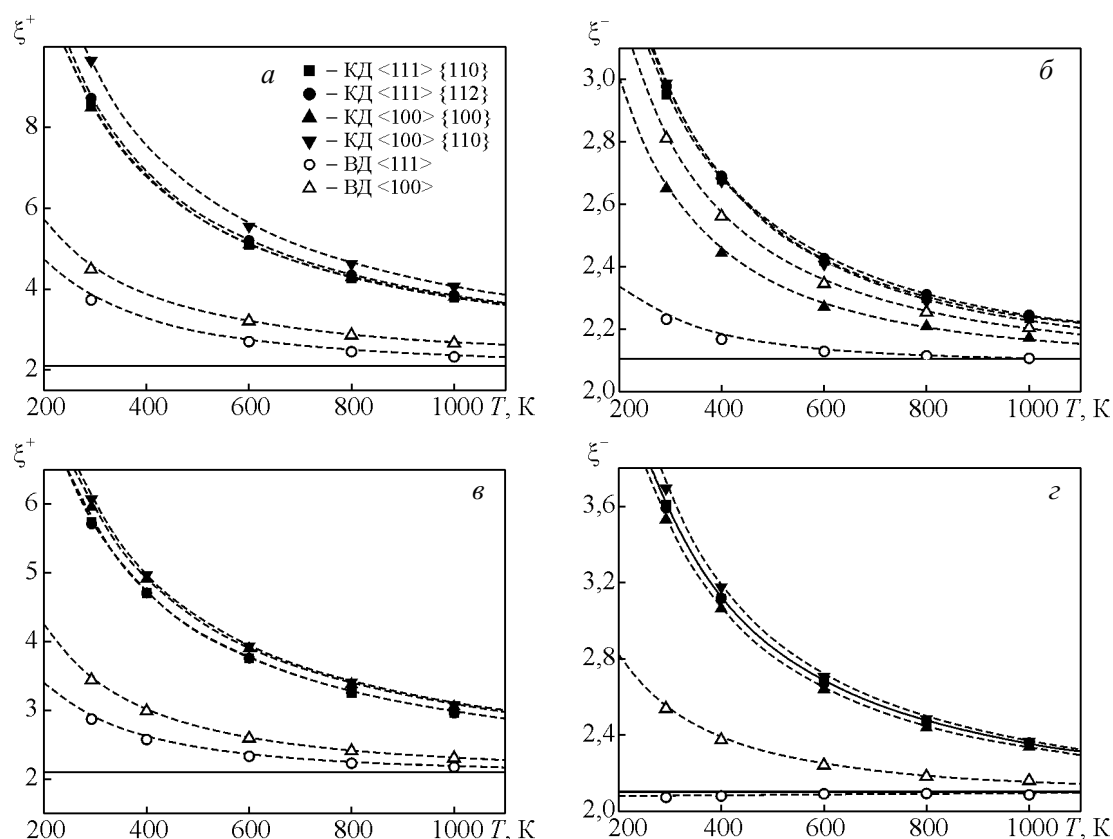 ξ⁺
а
– КД <111> {110}
– КД <111> {112}
– КД <100> {100}
– КД <100> {110}
– ВД <111>
– ВД <100>
8
6
4
2
200 400 600 800 1000 T, К
ξ⁻
б
3,0
2,8
2,6
2,4
2,2
2,0
200 400 600 800 1000 T, К
ξ⁺
в
6
5
4
3
2
200 400 600 800 1000 T, К
ξ⁻
г
3,6
3,2
2,8
2,4
2,0
200 400 600 800 1000 T, К